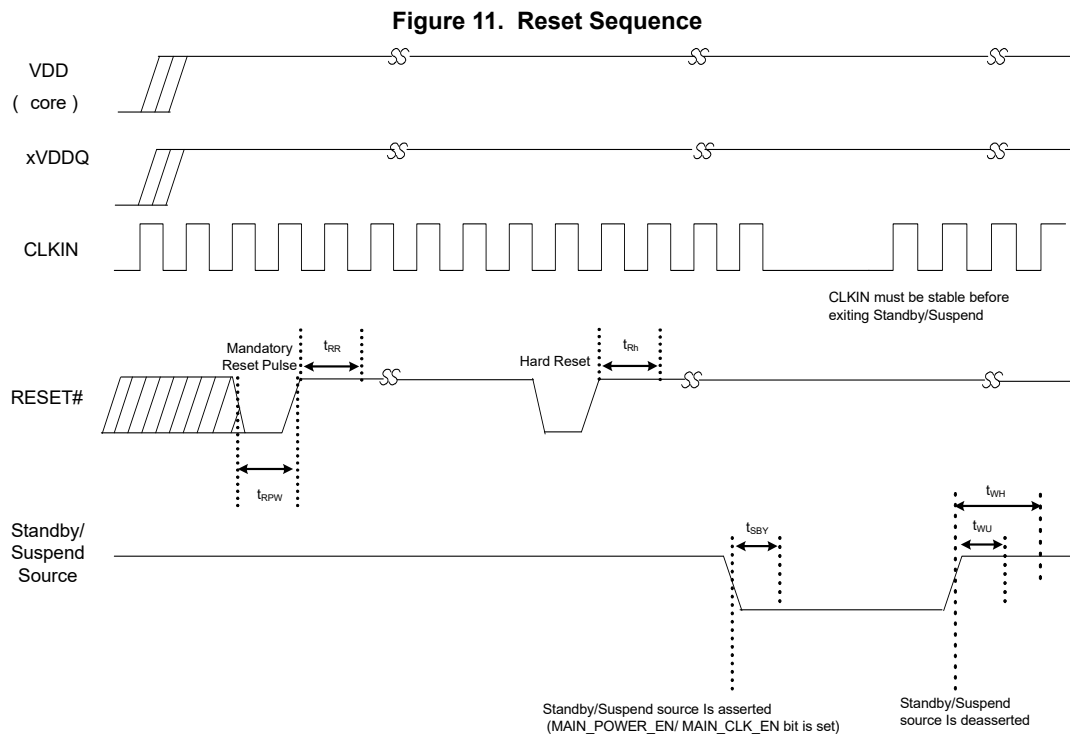 Figure 11. Reset Sequence
VDD
( core )
xVDDQ
CLKIN
CLKIN must be stable before
exiting Standby/Suspend
Mandatory
Reset Pulse
tRR
Hard Reset
tRh
RESET#
tRPW
tWH
tSBY
tWU
Standby/
Suspend
Source
Standby/Suspend source Is asserted
(MAIN_POWER_EN/ MAIN_CLK_EN bit is set)
Standby/Suspend
source Is deasserted